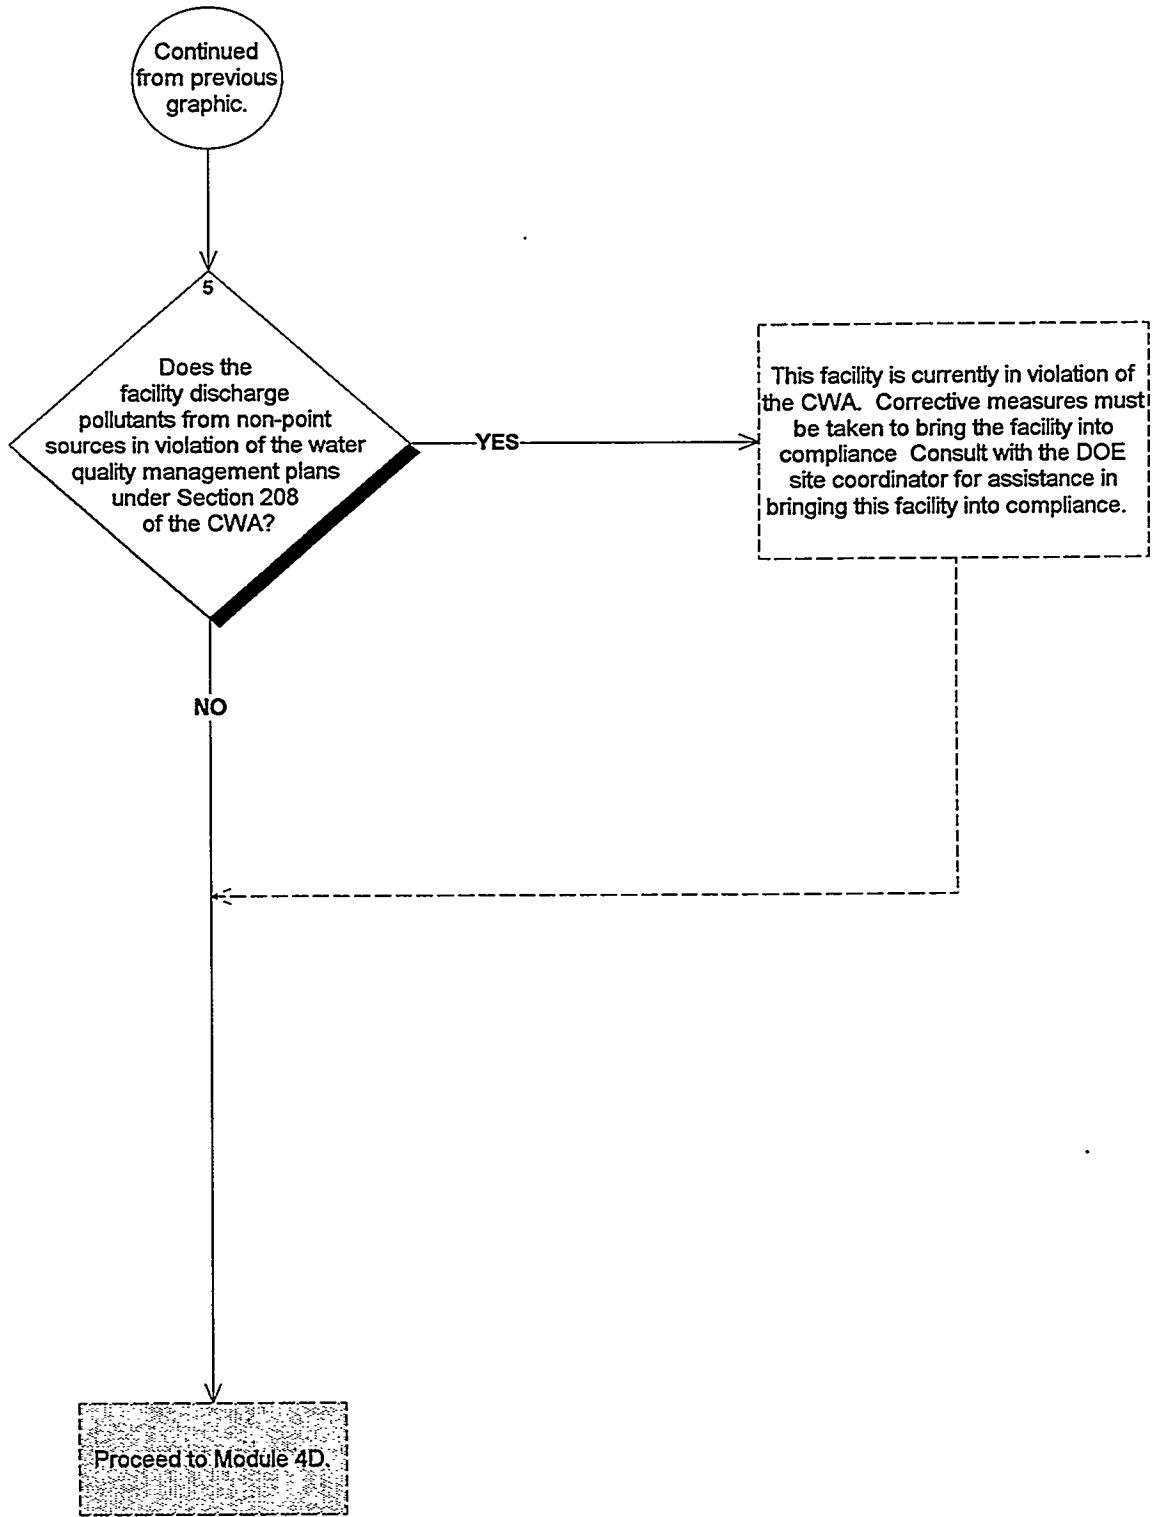 Continued
from previous
graphic.
5
Does the
facility discharge
pollutants from non-point
sources in violation of the water
quality management plans
under Section 208
of the CWA?
YES
This facility is currently in violation of
the CWA. Corrective measures must
be taken to bring the facility into
compliance Consult with the DOE
site coordinator for assistance in
bringing this facility into compliance.
NO
Proceed to Module 4D.